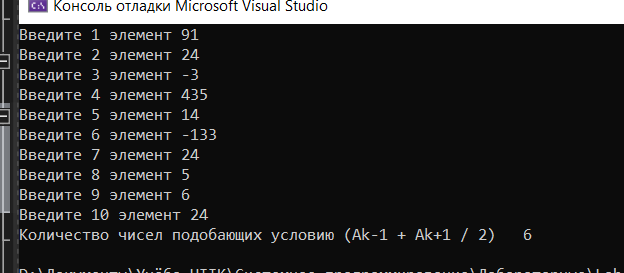 Консоль отладки Microsoft Visual Studio
Введите 1 элемент 91
Введите 2 элемент 24
Введите 3 элемент -3
Введите 4 элемент 435
Введите 5 элемент 14
Введите 6 элемент -133
Введите 7 элемент 24
Введите 8 элемент 5
Введите 9 элемент 6
Введите 10 элемент 24
Количество чисел подобающих условию (Ak-1 + Ak+1 / 2) 6